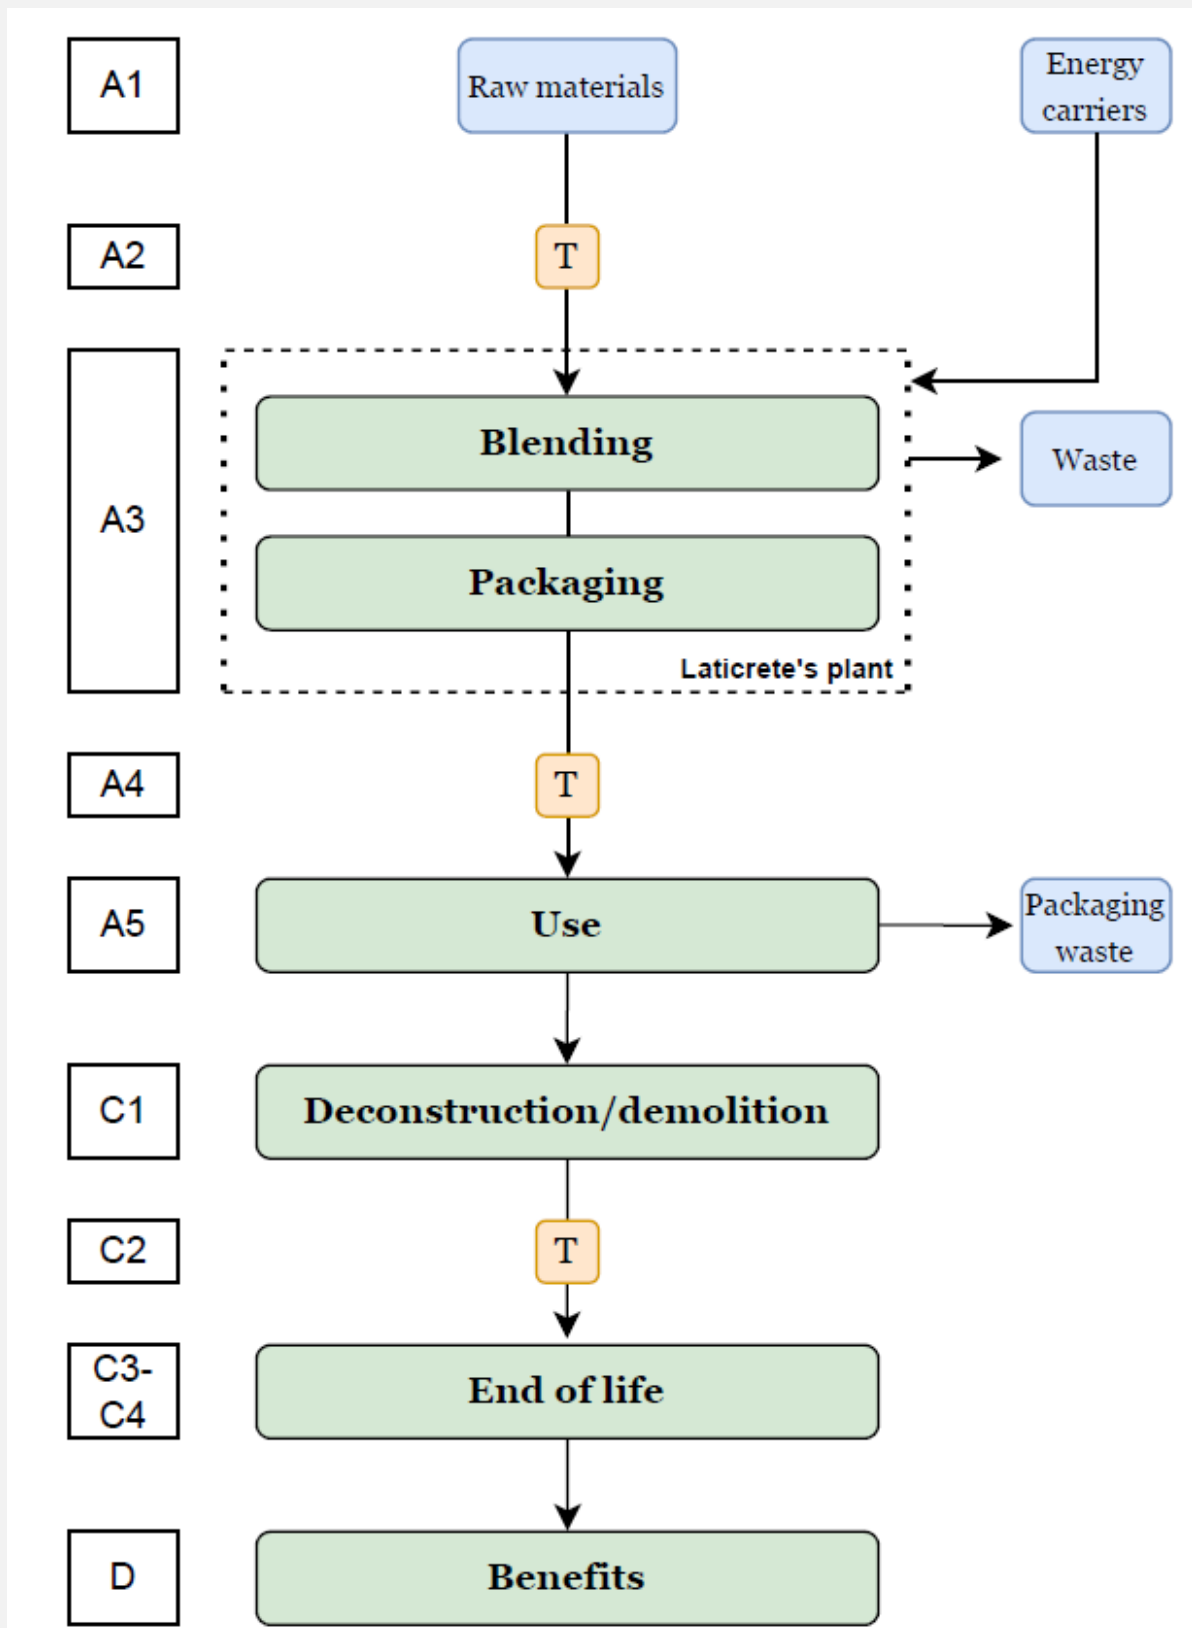 A1
Raw materials
Energy
carriers
A2
T
A3
Blending
Waste
Packaging
Laticrete's plant
A4
T
A5
Use
Packaging
waste
C1
Deconstruction/demolition
C2
T
C3-
C4
End of life
D
Benefits